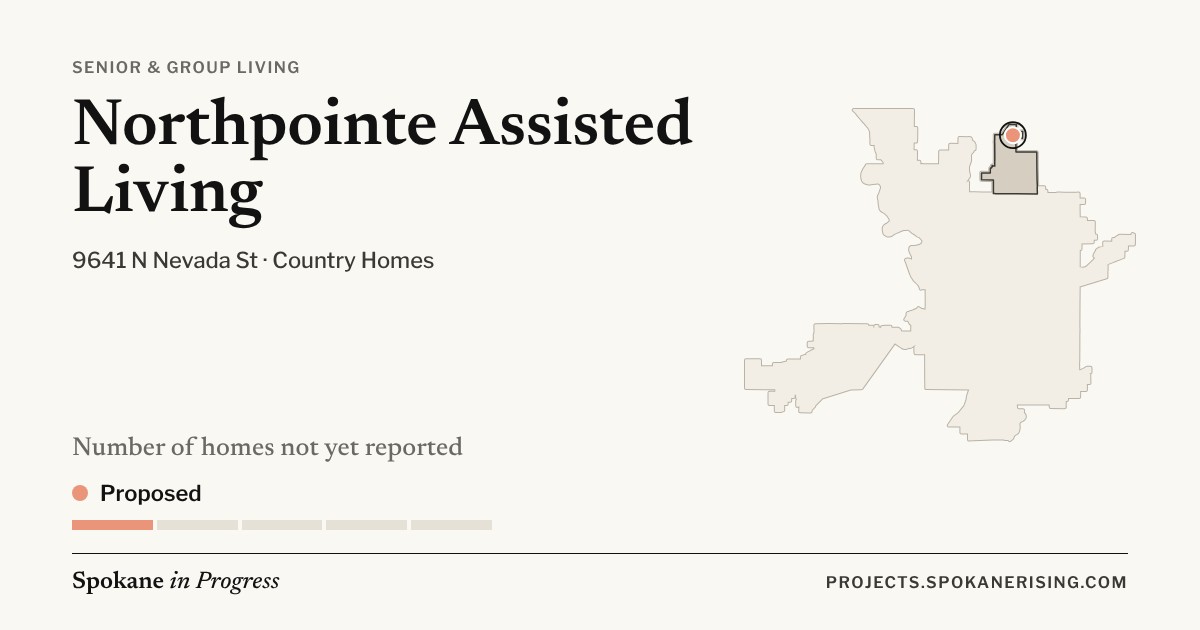 SENIOR & GROUP LIVING
Northpointe Assisted
Living
9641 N Nevada St · Country Homes
Number of homes not yet reported
Proposed
Spokane in Progress
PROJECTS.SPOKANERISING.COM